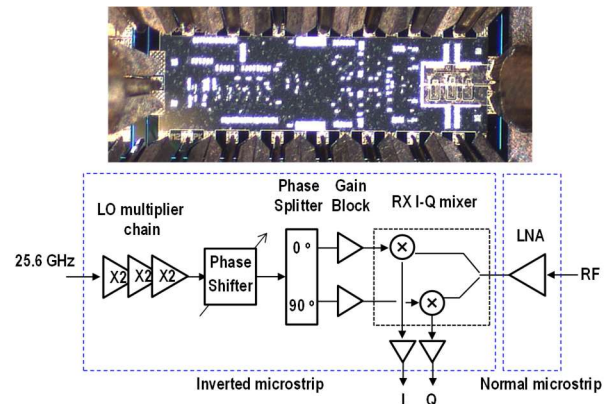 Phase Splitter
Gain Block
RX I-Q mixer
LO multiplier chain
LNA
25.6 GHz
X2
X2
X2
Phase Shifter
0 º
90 º
RF
Inverted microstrip
Normal microstrip
I
Q